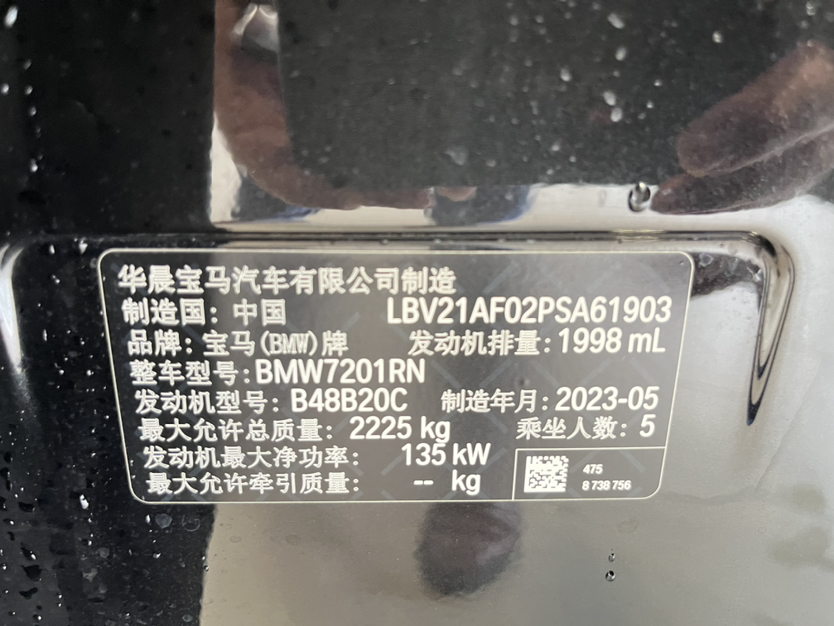 华晨宝马汽车有限公司制造
制造国：中国 LBV21AF02PSA61903
品牌：宝马(BMW)牌 发动机排量：1998 mL
整车型号：BMW7201RN
发动机型号：B48B20C 制造年月：2023-05
最大允许总质量：2225 kg 乘坐人数：5
发动机最大净功率：135 kW
最大允许牵引质量：-- kg
475
8 738 756